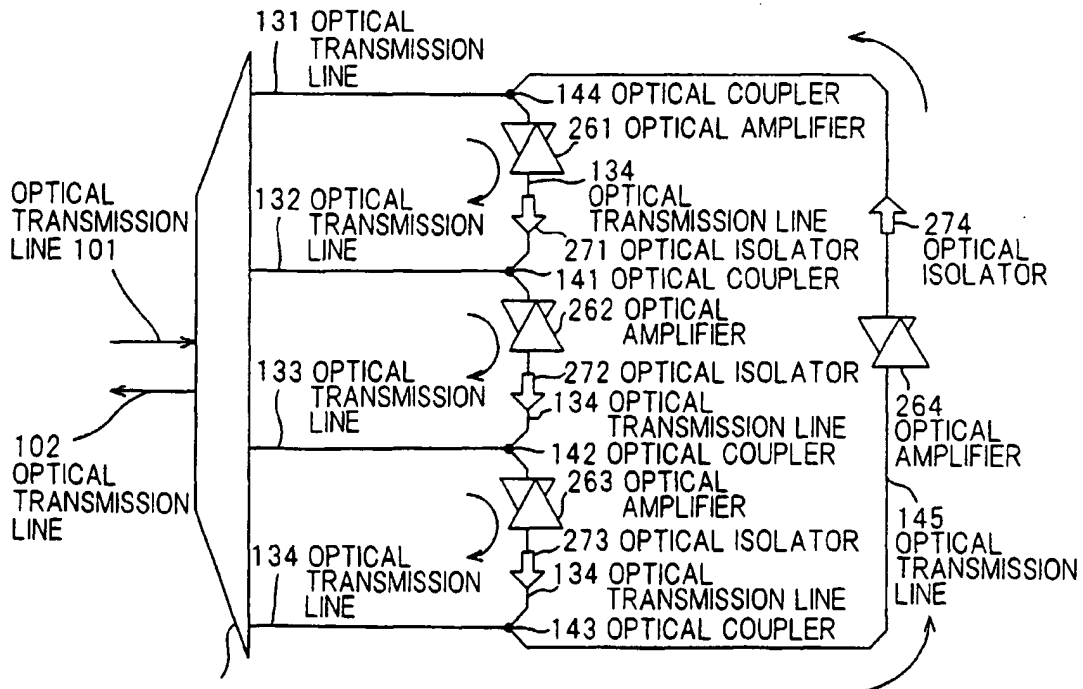 131 OPTICAL
TRANSMISSION
LINE
144 OPTICAL COUPLER
261 OPTICAL AMPLIFIER
134
OPTICAL
TRANSMISSION LINE
271 OPTICAL ISOLATOR
OPTICAL
TRANSMISSION
LINE 101
132 OPTICAL
TRANSMISSION
LINE
274
OPTICAL
ISOLATOR
141 OPTICAL COUPLER
262 OPTICAL
AMPLIFIER
133 OPTICAL
TRANSMISSION
LINE
272 OPTICAL ISOLATOR
134 OPTICAL
TRANSMISSION LINE
264
OPTICAL
AMPLIFIER
102
OPTICAL
TRANSMISSION
LINE
142 OPTICAL COUPLER
263 OPTICAL
AMPLIFIER
134 OPTICAL
TRANSMISSION
LINE
273 OPTICAL ISOLATOR
134 OPTICAL
TRANSMISSION LINE
145
OPTICAL
TRANSMISSION
LINE
143 OPTICAL COUPLER